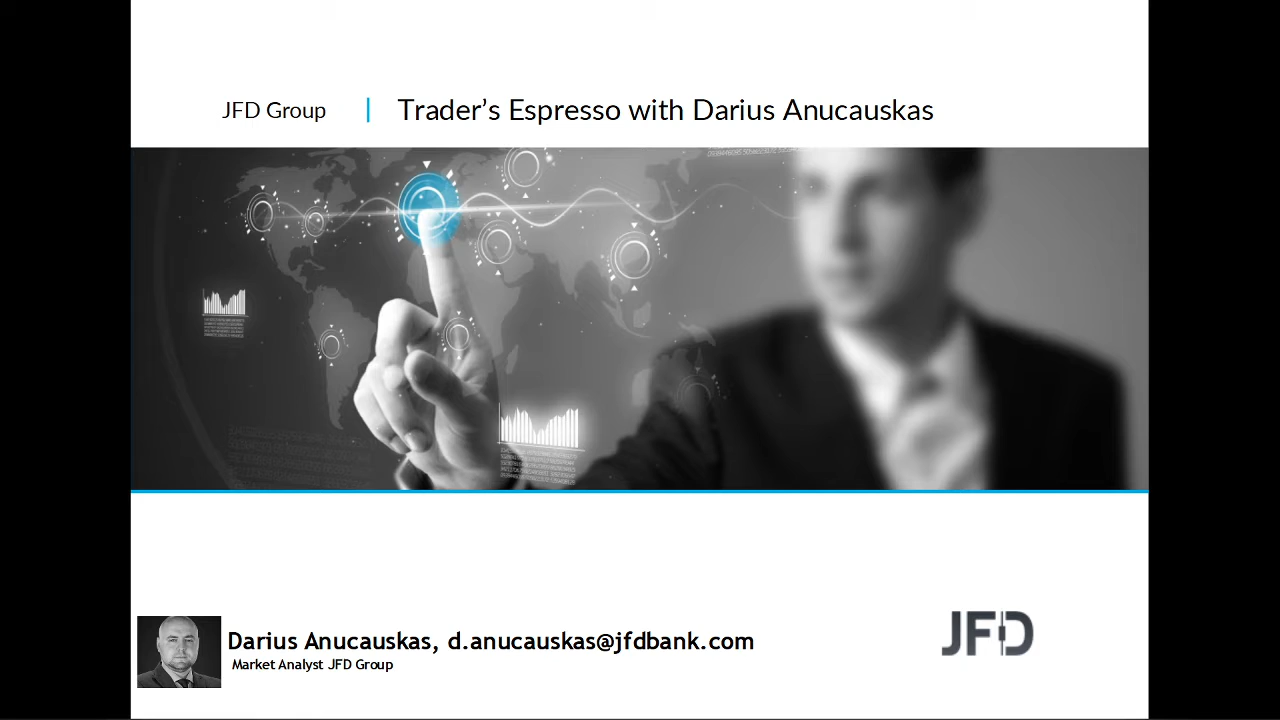 JFD Group | Trader's Espresso with Darius Anucauskas
Darius Anucauskas, d.anucauskas@jfdbank.com
Market Analyst JFD Group
JFD